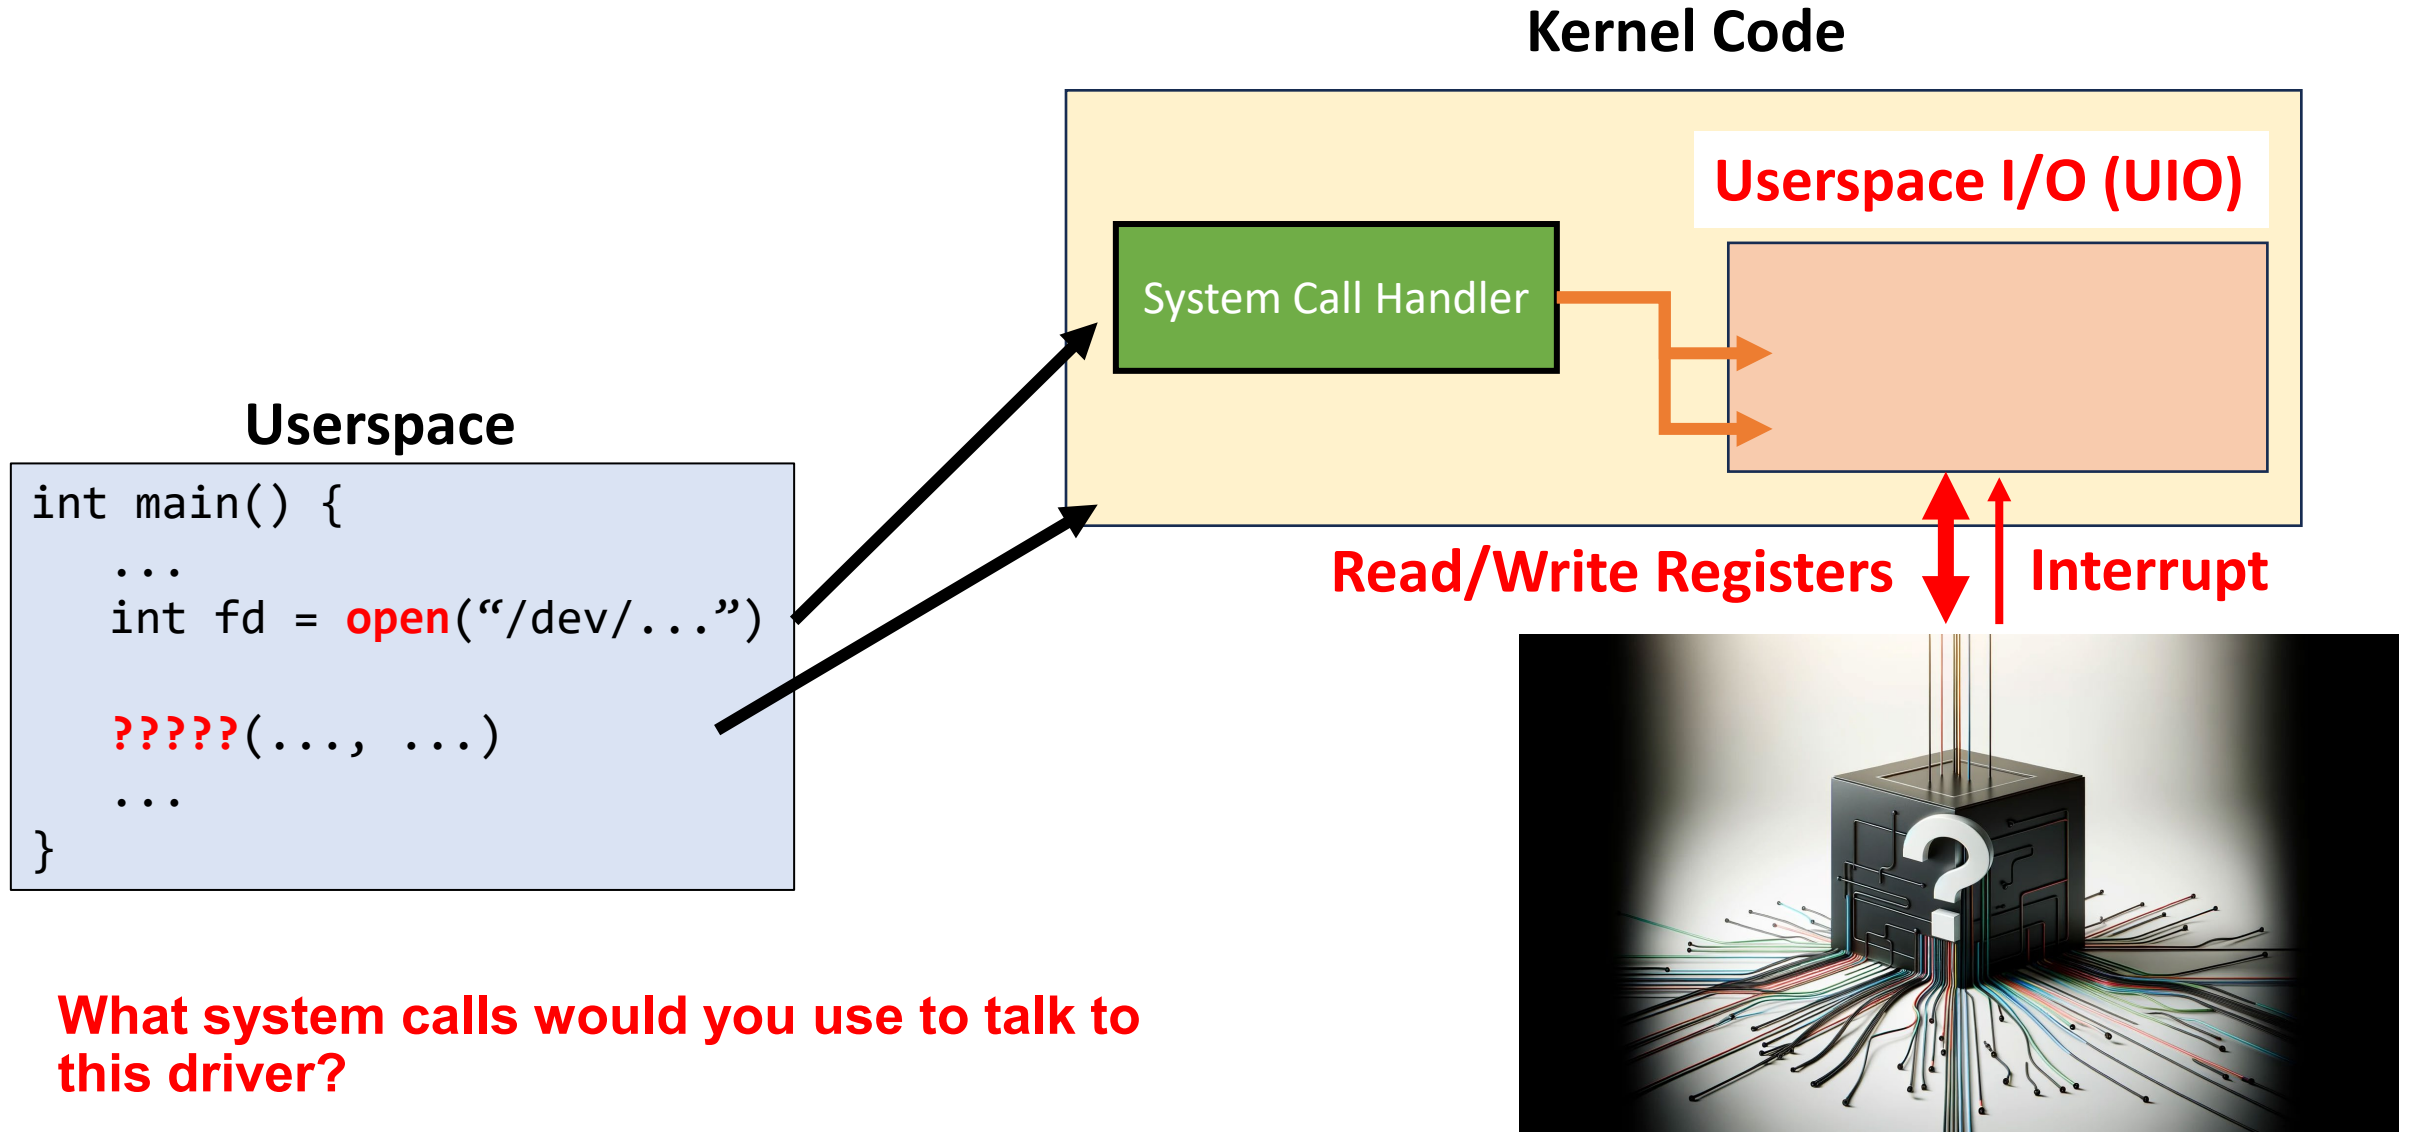 Kernel Code
Userspace I/O (UIO)
System Call Handler
Userspace
int main() {
...
int fd = open(“/dev/...”)
?????(..., ...)
...
}
Read/Write Registers
Interrupt
?
What system calls would you use to talk to
this driver?